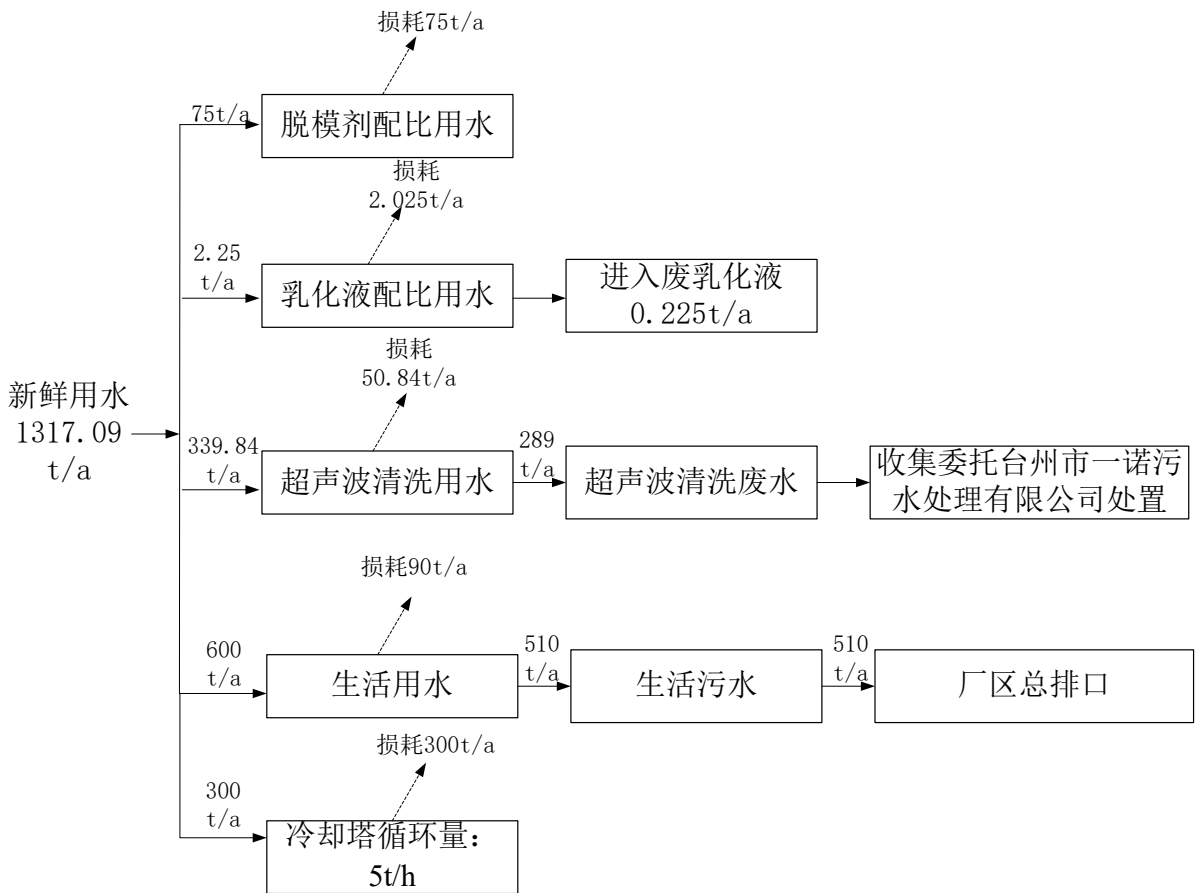 损耗75t/a
75t/a
脱模剂配比用水
损耗
2.025t/a
2.25
t/a
乳化液配比用水
进入废乳化液
0.225t/a
损耗
50.84t/a
新鲜用水
1317.09
t/a
339.84
t/a
超声波清洗用水
289
t/a
超声波清洗废水
收集委托台州市一诺污
水处理有限公司处置
损耗90t/a
600
t/a
生活用水
510
t/a
生活污水
510
t/a
厂区总排口
损耗300t/a
300
t/a
冷却塔循环量：
5t/h